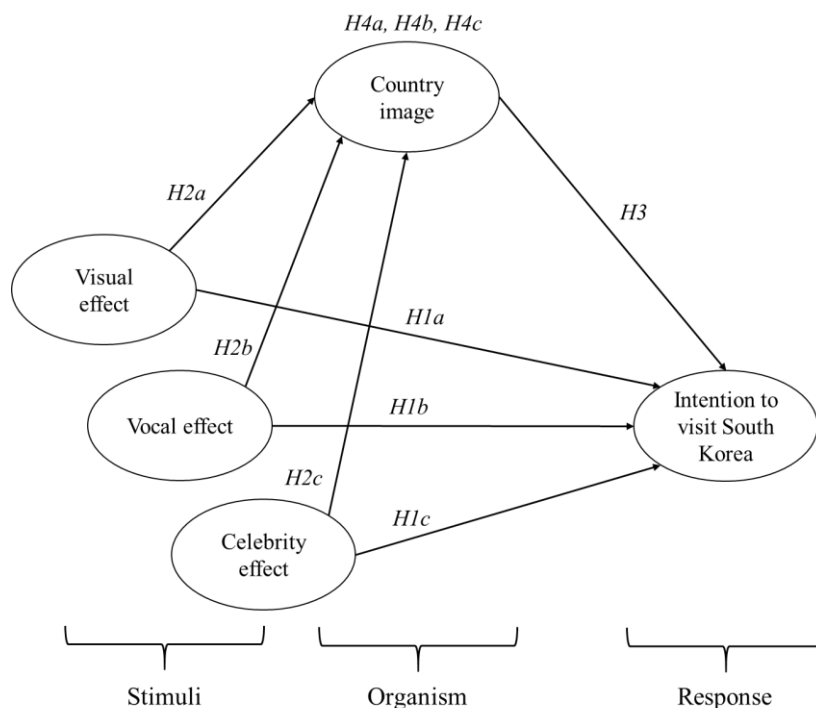 H4a, H4b, H4c
Country
image
H2a
H3
Visual
effect
H1a
H2b
Intention to
visit South
Korea
H1b
Vocal effect
H2c
H1c
Celebrity
effect
Stimuli
Organism
Response